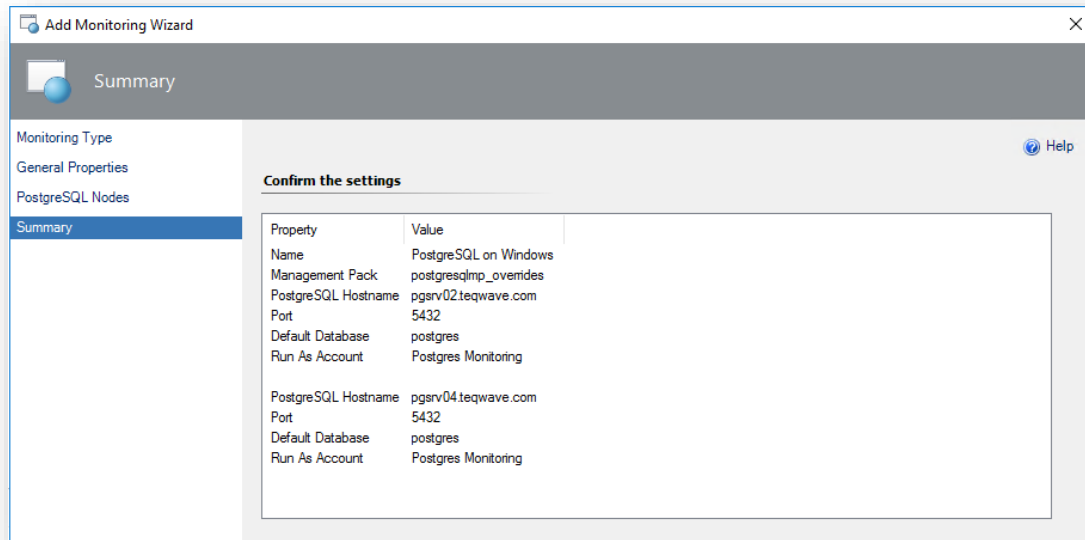 Add Monitoring Wizard
Summary
Monitoring Type
General Properties
PostgreSQL Nodes
Summary
Help
Confirm the settings
Property Value
Name PostgreSQL on Windows
Management Pack postgresqlmp_overrides
PostgreSQL Hostname pgsrv02.teqwave.com
Port 5432
Default Database postgres
Run As Account Postgres Monitoring
PostgreSQL Hostname pgsrv04.teqwave.com
Port 5432
Default Database postgres
Run As Account Postgres Monitoring